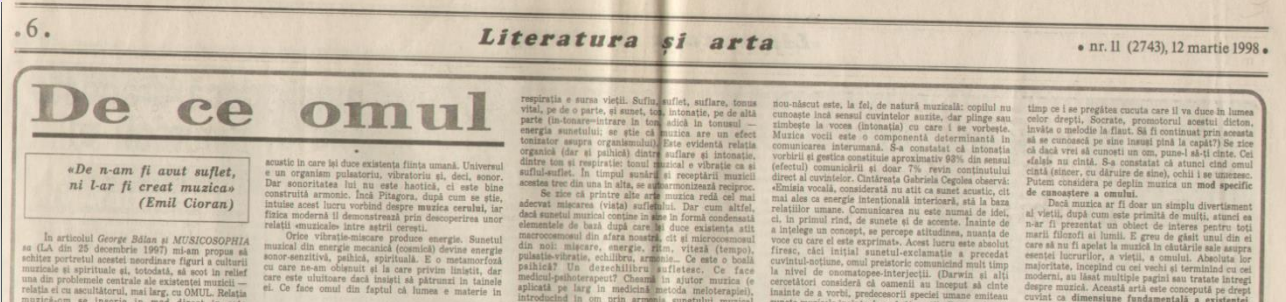 .6.
Literatura și arta
• nr. 11 (2743), 12 martie 1998 •
De ce omul
«De n-am fi avut suflet,
ni l-ar fi creat muzica»
(Emil Cioran)
În articolul George Bălan și MUSICOSOPHIA
sa (LA din 25 decembrie 1997) mi-am propus să
schițez portretul acestei neordinare figuri a culturii
muzicale și spirituale și, totodată, să scot în relief
una din problemele centrale ale existenței muzicii —
relația ei cu ascultătorul, mai larg, cu OMUL. Relația
acustic în care își duce existența ființa umană. Universul
e un organism pulsatoriu, vibratoriu și, deci, sonor.
Dar sonoritatea lui nu este haotică, ci este bine
construită armonic. Încă Pitagora, după cum se știe,
intuise acest lucru vorbind despre muzica cerului, iar
fizica modernă îl demonstrează prin descoperirea unor
relații «muzicale» între aștrii cerești.
Orice vibratie-mișcare produce energie. Sunetul
muzical din energie mecanică (cosmică) devine energie
sonor-senzitivă, psihică, spirituală. E o metamorfoză
cu care ne-am obișnuit și la care privim liniștit, dar
care este uluitoare dacă însăți să pătrunzi în tainele
ei. Ce face omul din faptul că lumea e materie în
respirația e sursa vieții. Suflu, suflet, suflare, tonus
vital, pe de o parte, și sunet, ton, intonație, pe de altă
parte (in-tonare=intrare în ton, adică în tonusul —
energia sunetului; se știe că muzica are un efect
tonizator asupra organismului). Este evidentă relația
organică (dar și psihică) dintre suflare și intonație,
dintre ton și respirație; tonul muzical e vibratie ca și
suflul-suflet. În timpul sunării și receptării muzicii
acestea trec din una în alta, se autoarmonizează reciproc.
Se zice că printre alte arte muzica redă cel mai
adecvat mișcarea (viața) sufletului. Dar cum altfel,
dacă sunetul muzical conține în sine în formă condensată
elementele de bază după care își duce existența atît
macrocosmosul din afara noastră, cît și microcosmosul
din noi: mișcare, energie, ritm, viteză (tempo),
pulsatie-vibratie, echilibru, armonie... Ce este o boală
psihică? Un dezechilibru sufletesc. Ce face
medicul-psihoterapeut? Cheamă în ajutor muzica (e
aplicată pe larg în medicină metoda meloterapiei),
introducînd în om prin armonia sunetului muzical
nou-născut este, la fel, de natură muzicală: copilul nu
cunoaște încă sensul cuvintelor auzite, dar plînge sau
zîmbește la vocea (intonația) cu care i se vorbește.
Muzica vocii este o componentă determinantă în
comunicarea interumană. S-a constatat că intonația
vorbirii și gestica constituie aproximativ 93% din sensul
(efectul) comunicării și doar 7% revin conținutului
direct al cuvintelor. Cîntăreața Gabriela Cegolea observă:
«Emisia vocală, considerată nu atît ca sunet acustic, cît
mai ales ca energie intențională interioară, stă la baza
relațiilor umane. Comunicarea nu este numai de idei,
ci, în primul rînd, de sunete și de accente. Înainte de
a înțelege un concept, se percepe atitudinea, nuanța de
voce cu care el este exprimat». Acest lucru este absolut
firesc, căci inițial sunetul-exclamație a precedat
cuvîntul-noțiune, omul preistoric comunicînd mult timp
la nivel de onomatopee-interjecții. (Darwin și alți
cercetători consideră că oamenii au început să cînte
înainte de a vorbi, predecesorii speciei umane emiteau
timp ce i se pregătea cucuta care îl va duce în lumea
celor drepți, Socrate, promotorul acestui dicton,
învăța o melodie la flaut. Să fi continuat prin aceasta
să se cunoască pe sine însuși pînă la capăt?) Se zice
că dacă vrei să cunoști un om, pune-l să-ți cînte. Cei
«falși» nu cîntă. S-a constatat că atunci cînd omul
cîntă (sincer, cu dăruire de sine), ochii i se umezesc.
Putem considera pe deplin muzica un mod specific
de cunoaștere a omului.
Dacă muzica ar fi doar un simplu divertisment
al vieții, după cum este primită de mulți, atunci ea
n-ar fi prezentat un obiect de interes pentru toți
marii filozofi ai lumii. E greu de găsit unul din ei
care să nu fi apelat la muzică în căutările sale asupra
esenței lucrurilor, a vieții, a omului. Absoluta lor
majoritate, începînd cu cei vechi și terminînd cu cei
moderni, au lăsat multiple pagini sau tratate întregi
despre muzică. Această artă este concepută pe drept
cuvînt ca dimensiune fundamentală a existenței